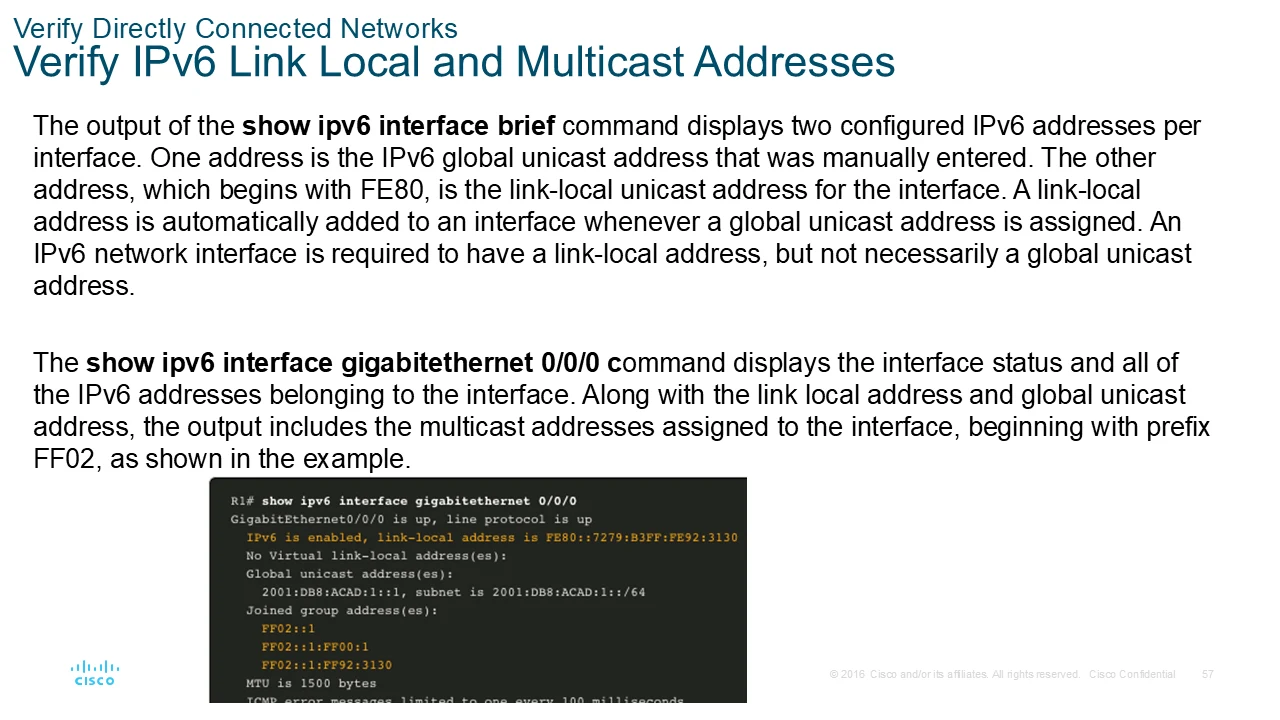 Verify Directly Connected Networks
Verify IPv6 Link Local and Multicast Addresses
The output of the show ipv6 interface brief command displays two configured IPv6 addresses per
interface. One address is the IPv6 global unicast address that was manually entered. The other
address, which begins with FE80, is the link-local unicast address for the interface. A link-local
address is automatically added to an interface whenever a global unicast address is assigned. An
IPv6 network interface is required to have a link-local address, but not necessarily a global unicast
address.
The show ipv6 interface gigabitethernet 0/0/0 command displays the interface status and all of
the IPv6 addresses belonging to the interface. Along with the link local address and global unicast
address, the output includes the multicast addresses assigned to the interface, beginning with prefix
FF02, as shown in the example.
R1# show ipv6 interface gigabitethernet 0/0/0
GigabitEthernet0/0/0 is up, line protocol is up
IPv6 is enabled, link-local address is FE80::7279:B3FF:FE92:3130
No Virtual link-local address(es):
Global unicast address(es):
2001:DB8:ACAD:1::1, subnet is 2001:DB8:ACAD:1::/64
Joined group address(es):
FF02::1
FF02::1:FF00:1
FF02::1:FF92:3130
MTU is 1500 bytes
ICMP error messages limited to one every 100 milliseconds
CISCO
© 2016 Cisco and/or its affiliates. All rights reserved. Cisco Confidential 57